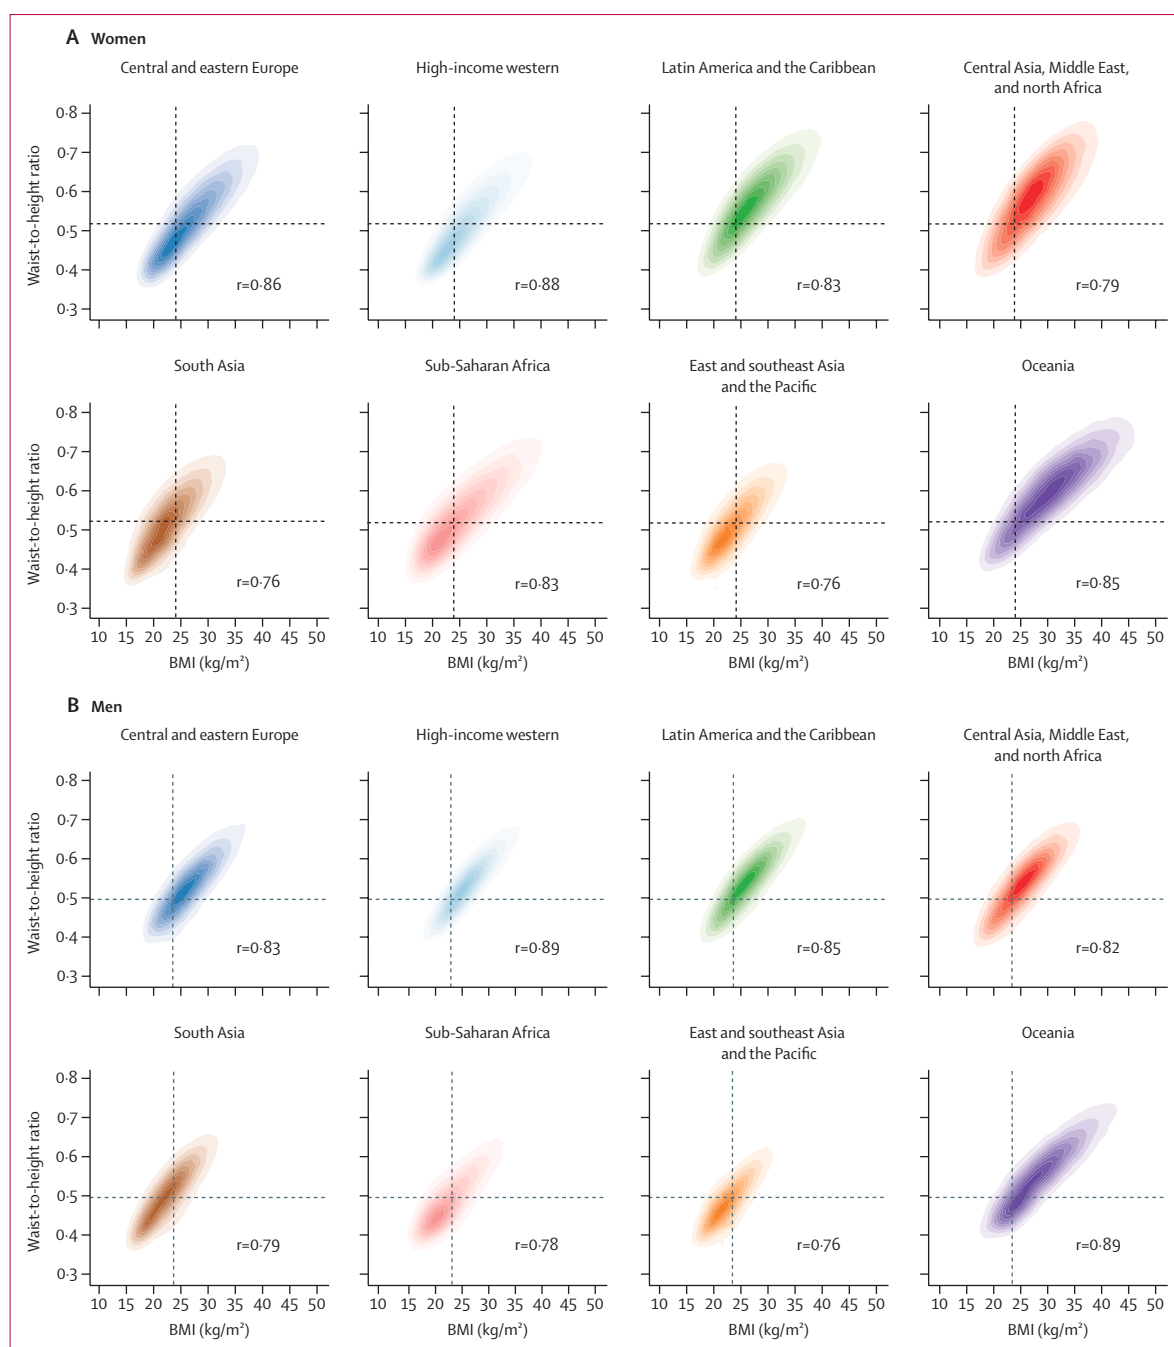 A Women
Central and eastern Europe
High-income western
Latin America and the Caribbean
Central Asia, Middle East,
and north Africa
Waist-to-height ratio
0·8
0·7
0·6
0·5
0·4
0·3
r=0·86
r=0·88
r=0·83
r=0·79
South Asia
Sub-Saharan Africa
East and southeast Asia
and the Pacific
Oceania
Waist-to-height ratio
0·8
0·7
0·6
0·5
0·4
0·3
r=0·76
r=0·83
r=0·76
r=0·85
10 15 20 25 30 35 40 45 50
10 15 20 25 30 35 40 45 50
10 15 20 25 30 35 40 45 50
10 15 20 25 30 35 40 45 50
BMI (kg/m²)
BMI (kg/m²)
BMI (kg/m²)
BMI (kg/m²)
B Men
Central and eastern Europe
High-income western
Latin America and the Caribbean
Central Asia, Middle East,
and north Africa
Waist-to-height ratio
0·8
0·7
0·6
0·5
0·4
0·3
r=0·83
r=0·89
r=0·85
r=0·82
South Asia
Sub-Saharan Africa
East and southeast Asia
and the Pacific
Oceania
Waist-to-height ratio
0·8
0·7
0·6
0·5
0·4
0·3
r=0·79
r=0·78
r=0·76
r=0·89
10 15 20 25 30 35 40 45 50
10 15 20 25 30 35 40 45 50
10 15 20 25 30 35 40 45 50
10 15 20 25 30 35 40 45 50
BMI (kg/m²)
BMI (kg/m²)
BMI (kg/m²)
BMI (kg/m²)